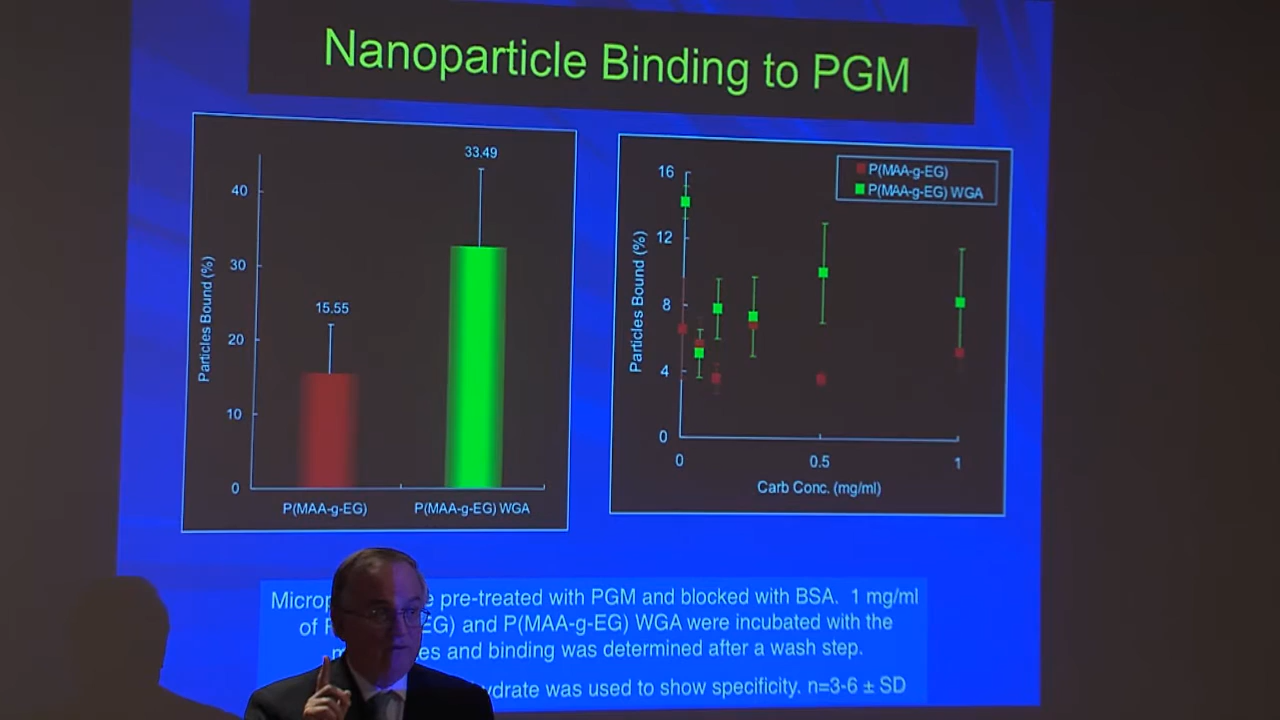 Nanoparticle Binding to PGM
33.49
40
30
20
10
0
15.55
Particles Bound (%)
P(MAA-g-EG)
P(MAA-g-EG) WGA
16
12
8
4
0
Particles Bound (%)
P(MAA-g-EG)
P(MAA-g-EG) WGA
0
0.5
1
Carb Conc. (mg/ml)
pre-treated with PGM and blocked with BSA. 1 mg/ml
of EG) and P(MAA-g-EG) WGA were incubated with the
and binding was determined after a wash step.
was used to show specificity. n=3-6 ± SD